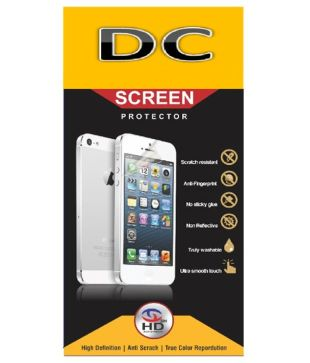 DC
SCREEN
PROTECTOR
Scratch resistant
Anti-Fingerprint
No sticky glue
Non Reflective
Truly washable
Ultra-smooth touch
HD
High Definition | Anti Scrach | True Color Repordution